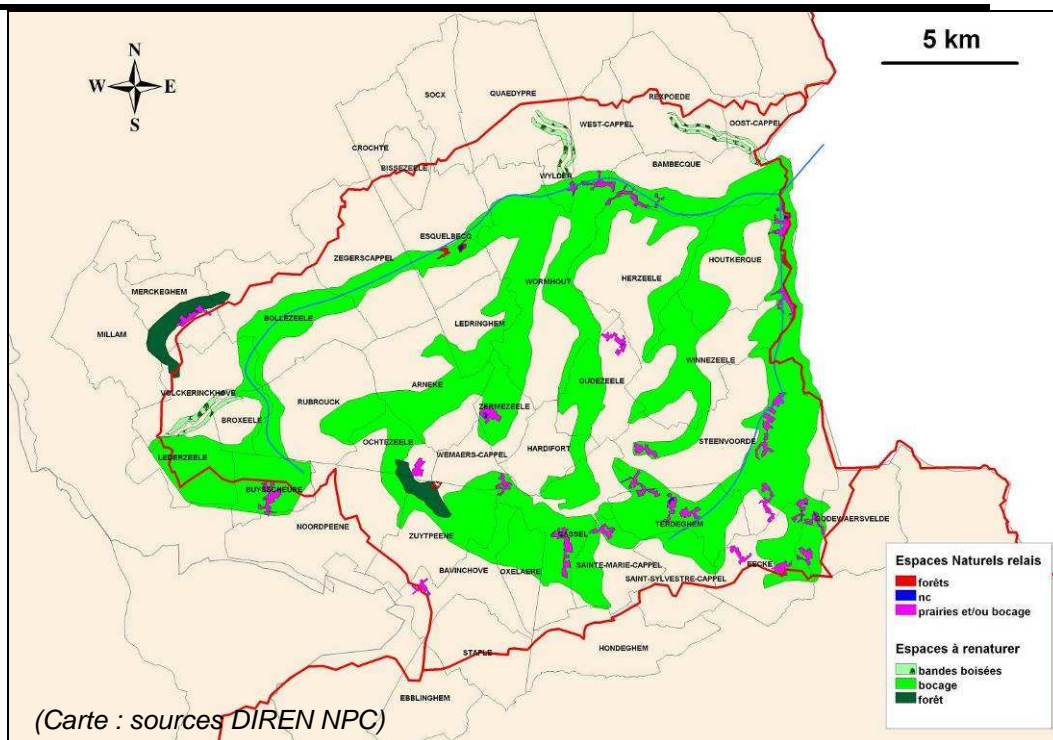 5 km
N
W E
S
SOCX
QUAEDYPRE
REXPOEDE
WEST-CAPPEL
OOST-CAPPEL
CROCHTE
BISSEZEELE
BAMBECQUE
WYLDER
ESQUELBECQ
ZEGERSCAPPEL
HOUTKERQUE
MERCKEGHEM
HERZEELE
WORMHOUT
BOLLEZEELE
LEDRINGHEM
MILLAM
WINNEZEELE
OUDEZEELE
ARNEKE
VOLCKERINCKHOVE
RUBROUCK
ZERMEZEELE
BROXEELE
STEENVOORDE
OCHTEZEELE
HARDIFORT
WEMAERS-CAPPEL
LEDERZEELE
BUYSSCHEURE
GODEWAERSVELDE
TERDEGHEM
NOORDPEENE
CASSEL
ZUYTPEENE
EECKE
SAINTE-MARIE-CAPPEL
BAVINCHOVE
OXELAERE
SAINT-SYLVESTRE-CAPPEL
HONDEGHEM
STAPLE
EBBLINGHEM
Espaces Naturels relais
forêts
nc
prairies et/ou bocage
Espaces à renaturer
bandes boisées
bocage
forêt
(Carte : sources DIREN NPC)